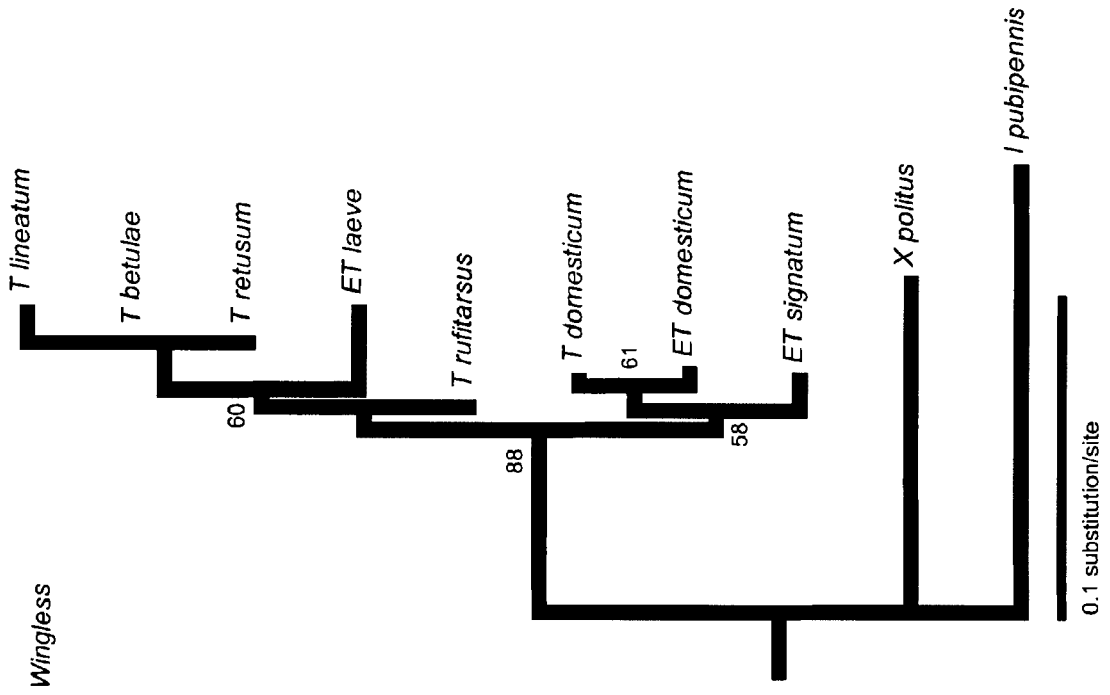 Wingless
T lineatum
T betulae
T retusum
ET laeve
T rufitarsus
T domesticum
ET domesticum
ET signatum
X politus
I pubipennis
60
88
61
58
0.1 substitution/site